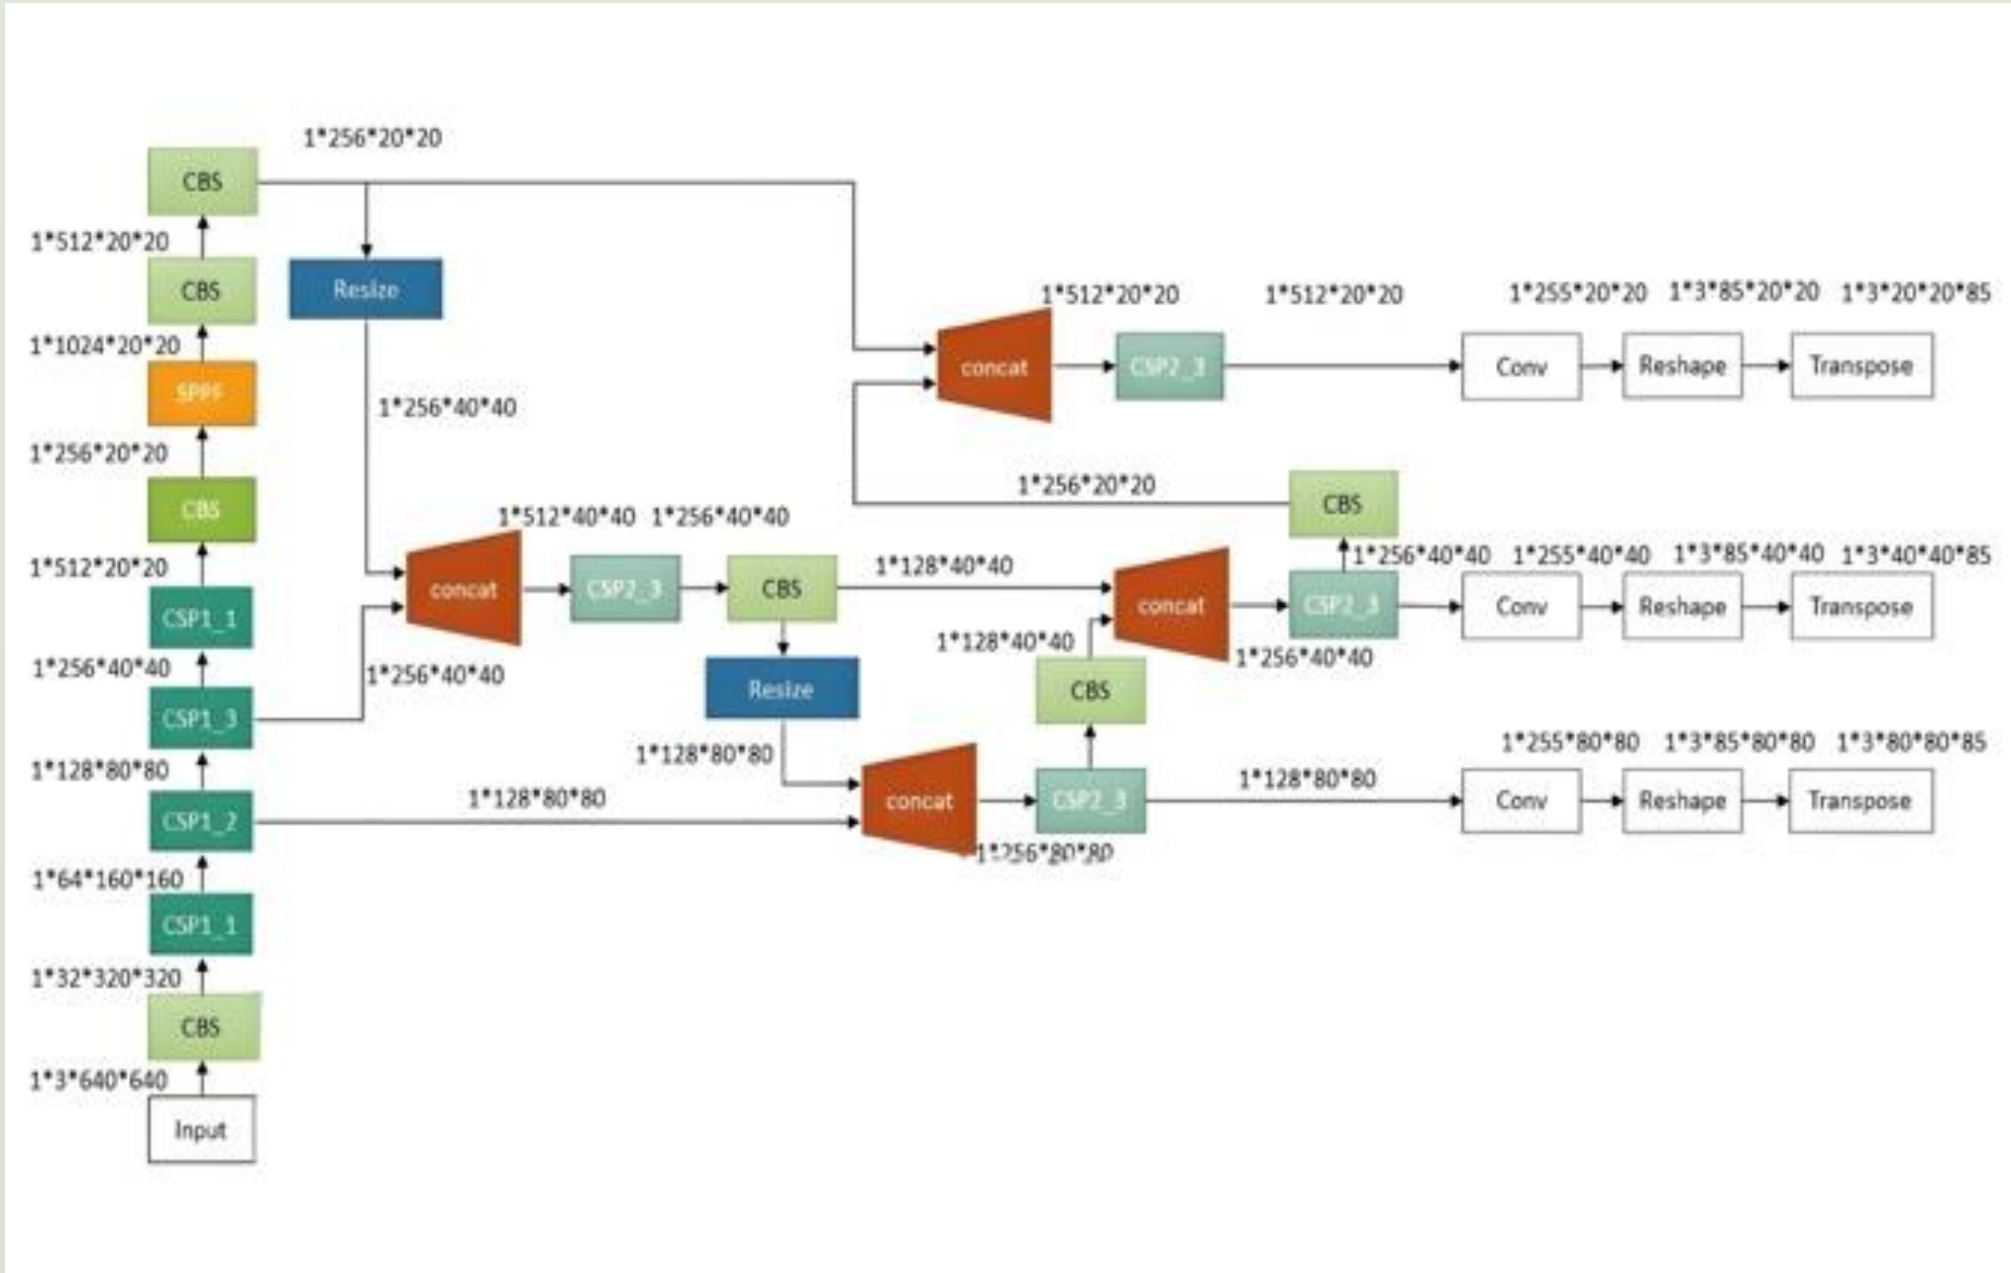 1*256*20*20
CBS
1*512*20*20
CBS
Resize
1*1024*20*20
SPPF
1*256*40*40
1*256*20*20
CBS
1*512*20*20
CSP1_1
1*256*40*40
CSP1_3
1*128*80*80
CSP1_2
1*64*160*160
CSP1_1
1*32*320*320
CBS
1*3*640*640
Input
1*512*40*40 1*256*40*40
concat
CSP2_3
CBS
1*128*40*40
1*256*40*40
Resize
1*128*80*80
1*128*80*80
concat
1*256*80*80
CSP2_3
CBS
1*128*40*40
concat
1*256*40*40
CSP2_3
1*256*20*20
CBS
1*512*20*20
concat
CSP2_3
1*512*20*20
1*255*20*20 1*3*85*20*20 1*3*20*20*85
Conv Reshape Transpose
1*256*40*40 1*255*40*40 1*3*85*40*40 1*3*40*40*85
Conv Reshape Transpose
1*128*80*80
1*255*80*80 1*3*85*80*80 1*3*80*80*85
Conv Reshape Transpose